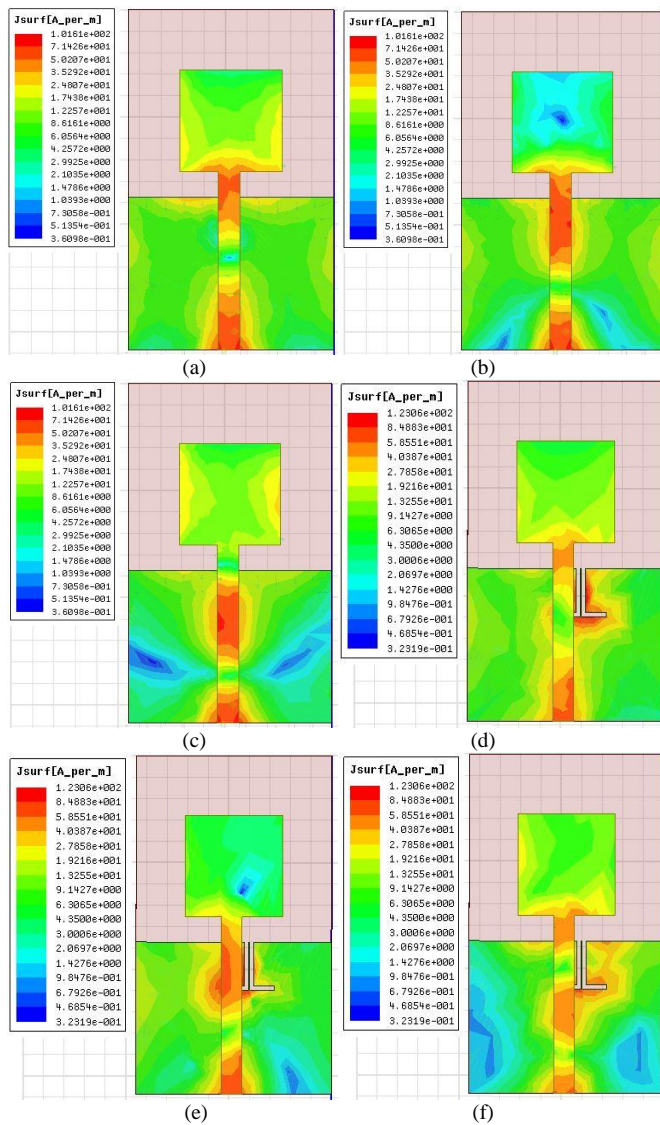 Jsurf[A_per_m]
1.0161e+002
7.1426e+001
5.0207e+001
3.5292e+001
2.4807e+001
1.7438e+001
1.2257e+001
8.6161e+000
6.0564e+000
4.2572e+000
2.9925e+000
2.1035e+000
1.4786e+000
1.0393e+000
7.3058e-001
5.1354e-001
3.6098e-001
(a)
Jsurf[A_per_m]
1.0161e+002
7.1426e+001
5.0207e+001
3.5292e+001
2.4807e+001
1.7438e+001
1.2257e+001
8.6161e+000
6.0564e+000
4.2572e+000
2.9925e+000
2.1035e+000
1.4786e+000
1.0393e+000
7.3058e-001
5.1354e-001
3.6098e-001
(b)
Jsurf[A_per_m]
1.0161e+002
7.1426e+001
5.0207e+001
3.5292e+001
2.4807e+001
1.7438e+001
1.2257e+001
8.6161e+000
6.0564e+000
4.2572e+000
2.9925e+000
2.1035e+000
1.4786e+000
1.0393e+000
7.3058e-001
5.1354e-001
3.6098e-001
(c)
Jsurf[A_per_m]
1.2306e+002
8.4883e+001
5.8551e+001
4.0387e+001
2.7858e+001
1.9216e+001
1.3255e+001
9.1427e+000
6.3065e+000
4.3500e+000
3.0006e+000
2.0697e+000
1.4276e+000
9.8476e-001
6.7926e-001
4.6854e-001
3.2319e-001
(d)
Jsurf[A_per_m]
1.2306e+002
8.4883e+001
5.8551e+001
4.0387e+001
2.7858e+001
1.9216e+001
1.3255e+001
9.1427e+000
6.3065e+000
4.3500e+000
3.0006e+000
2.0697e+000
1.4276e+000
9.8476e-001
6.7926e-001
4.6854e-001
3.2319e-001
(e)
Jsurf[A_per_m]
1.2306e+002
8.4883e+001
5.8551e+001
4.0387e+001
2.7858e+001
1.9216e+001
1.3255e+001
9.1427e+000
6.3065e+000
4.3500e+000
3.0006e+000
2.0697e+000
1.4276e+000
9.8476e-001
6.7926e-001
4.6854e-001
3.2319e-001
(f)